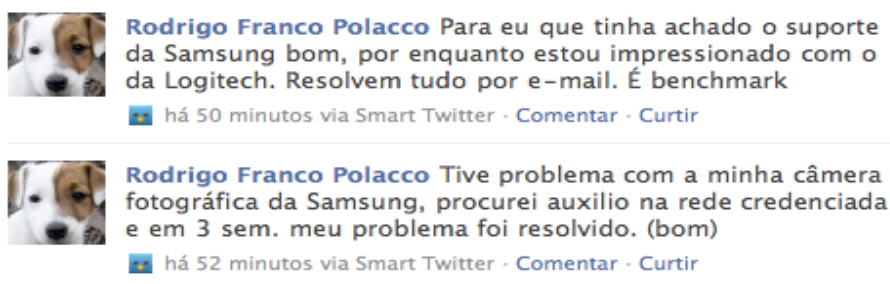 Rodrigo Franco Polacco Para eu que tinha achado o suporte
da Samsung bom, por enquanto estou impressionado com o
da Logitech. Resolvem tudo por e-mail. É benchmark
há 50 minutos via Smart Twitter · Comentar · Curtir
Rodrigo Franco Polacco Tive problema com a minha câmera
fotográfica da Samsung, procurei auxilio na rede credenciada
e em 3 sem. meu problema foi resolvido. (bom)
há 52 minutos via Smart Twitter · Comentar · Curtir